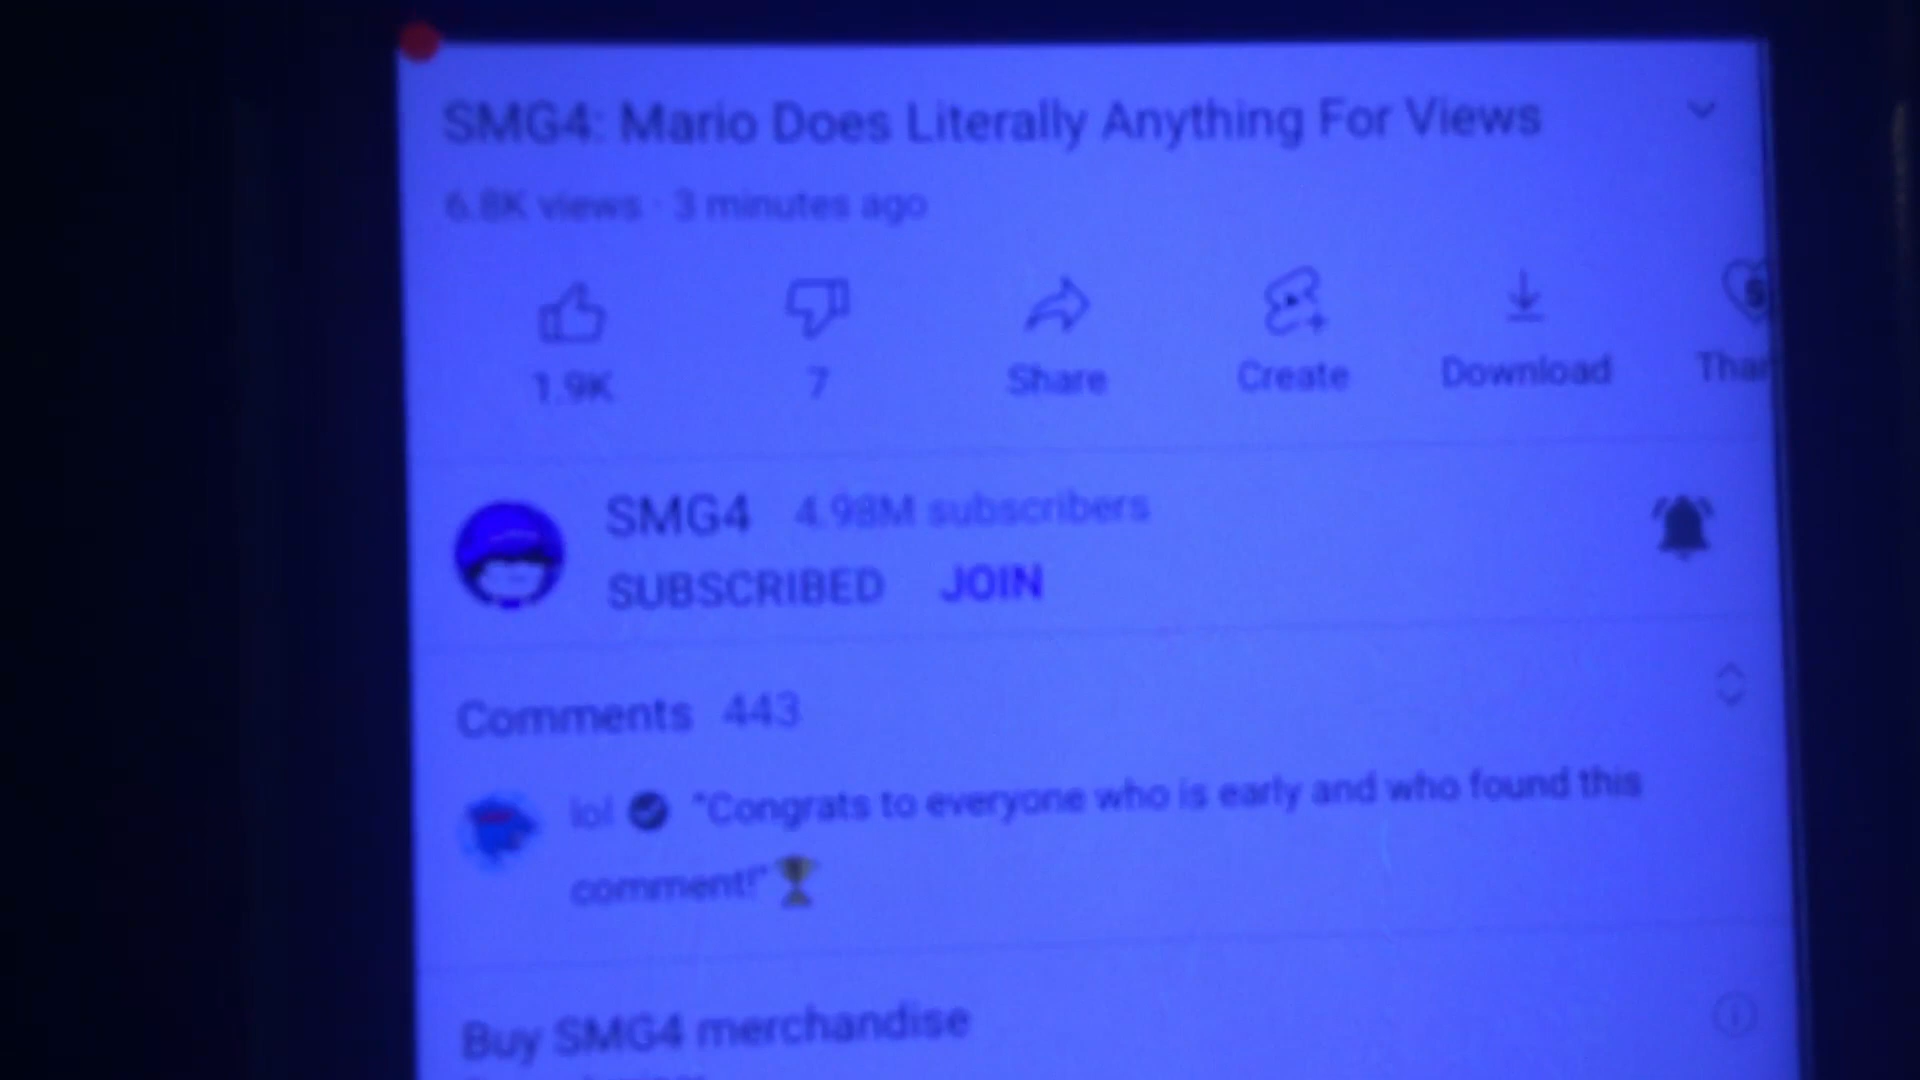 SMG4: Mario Does Literally Anything For Views
6.8K views · 3 minutes ago
1.9K 7 Share Create Download Than
SMG4 4.98M subscribers
SUBSCRIBED JOIN
Comments 443
lol "Congrats to everyone who is early and who found this
comment!"
Buy SMG4 merchandise